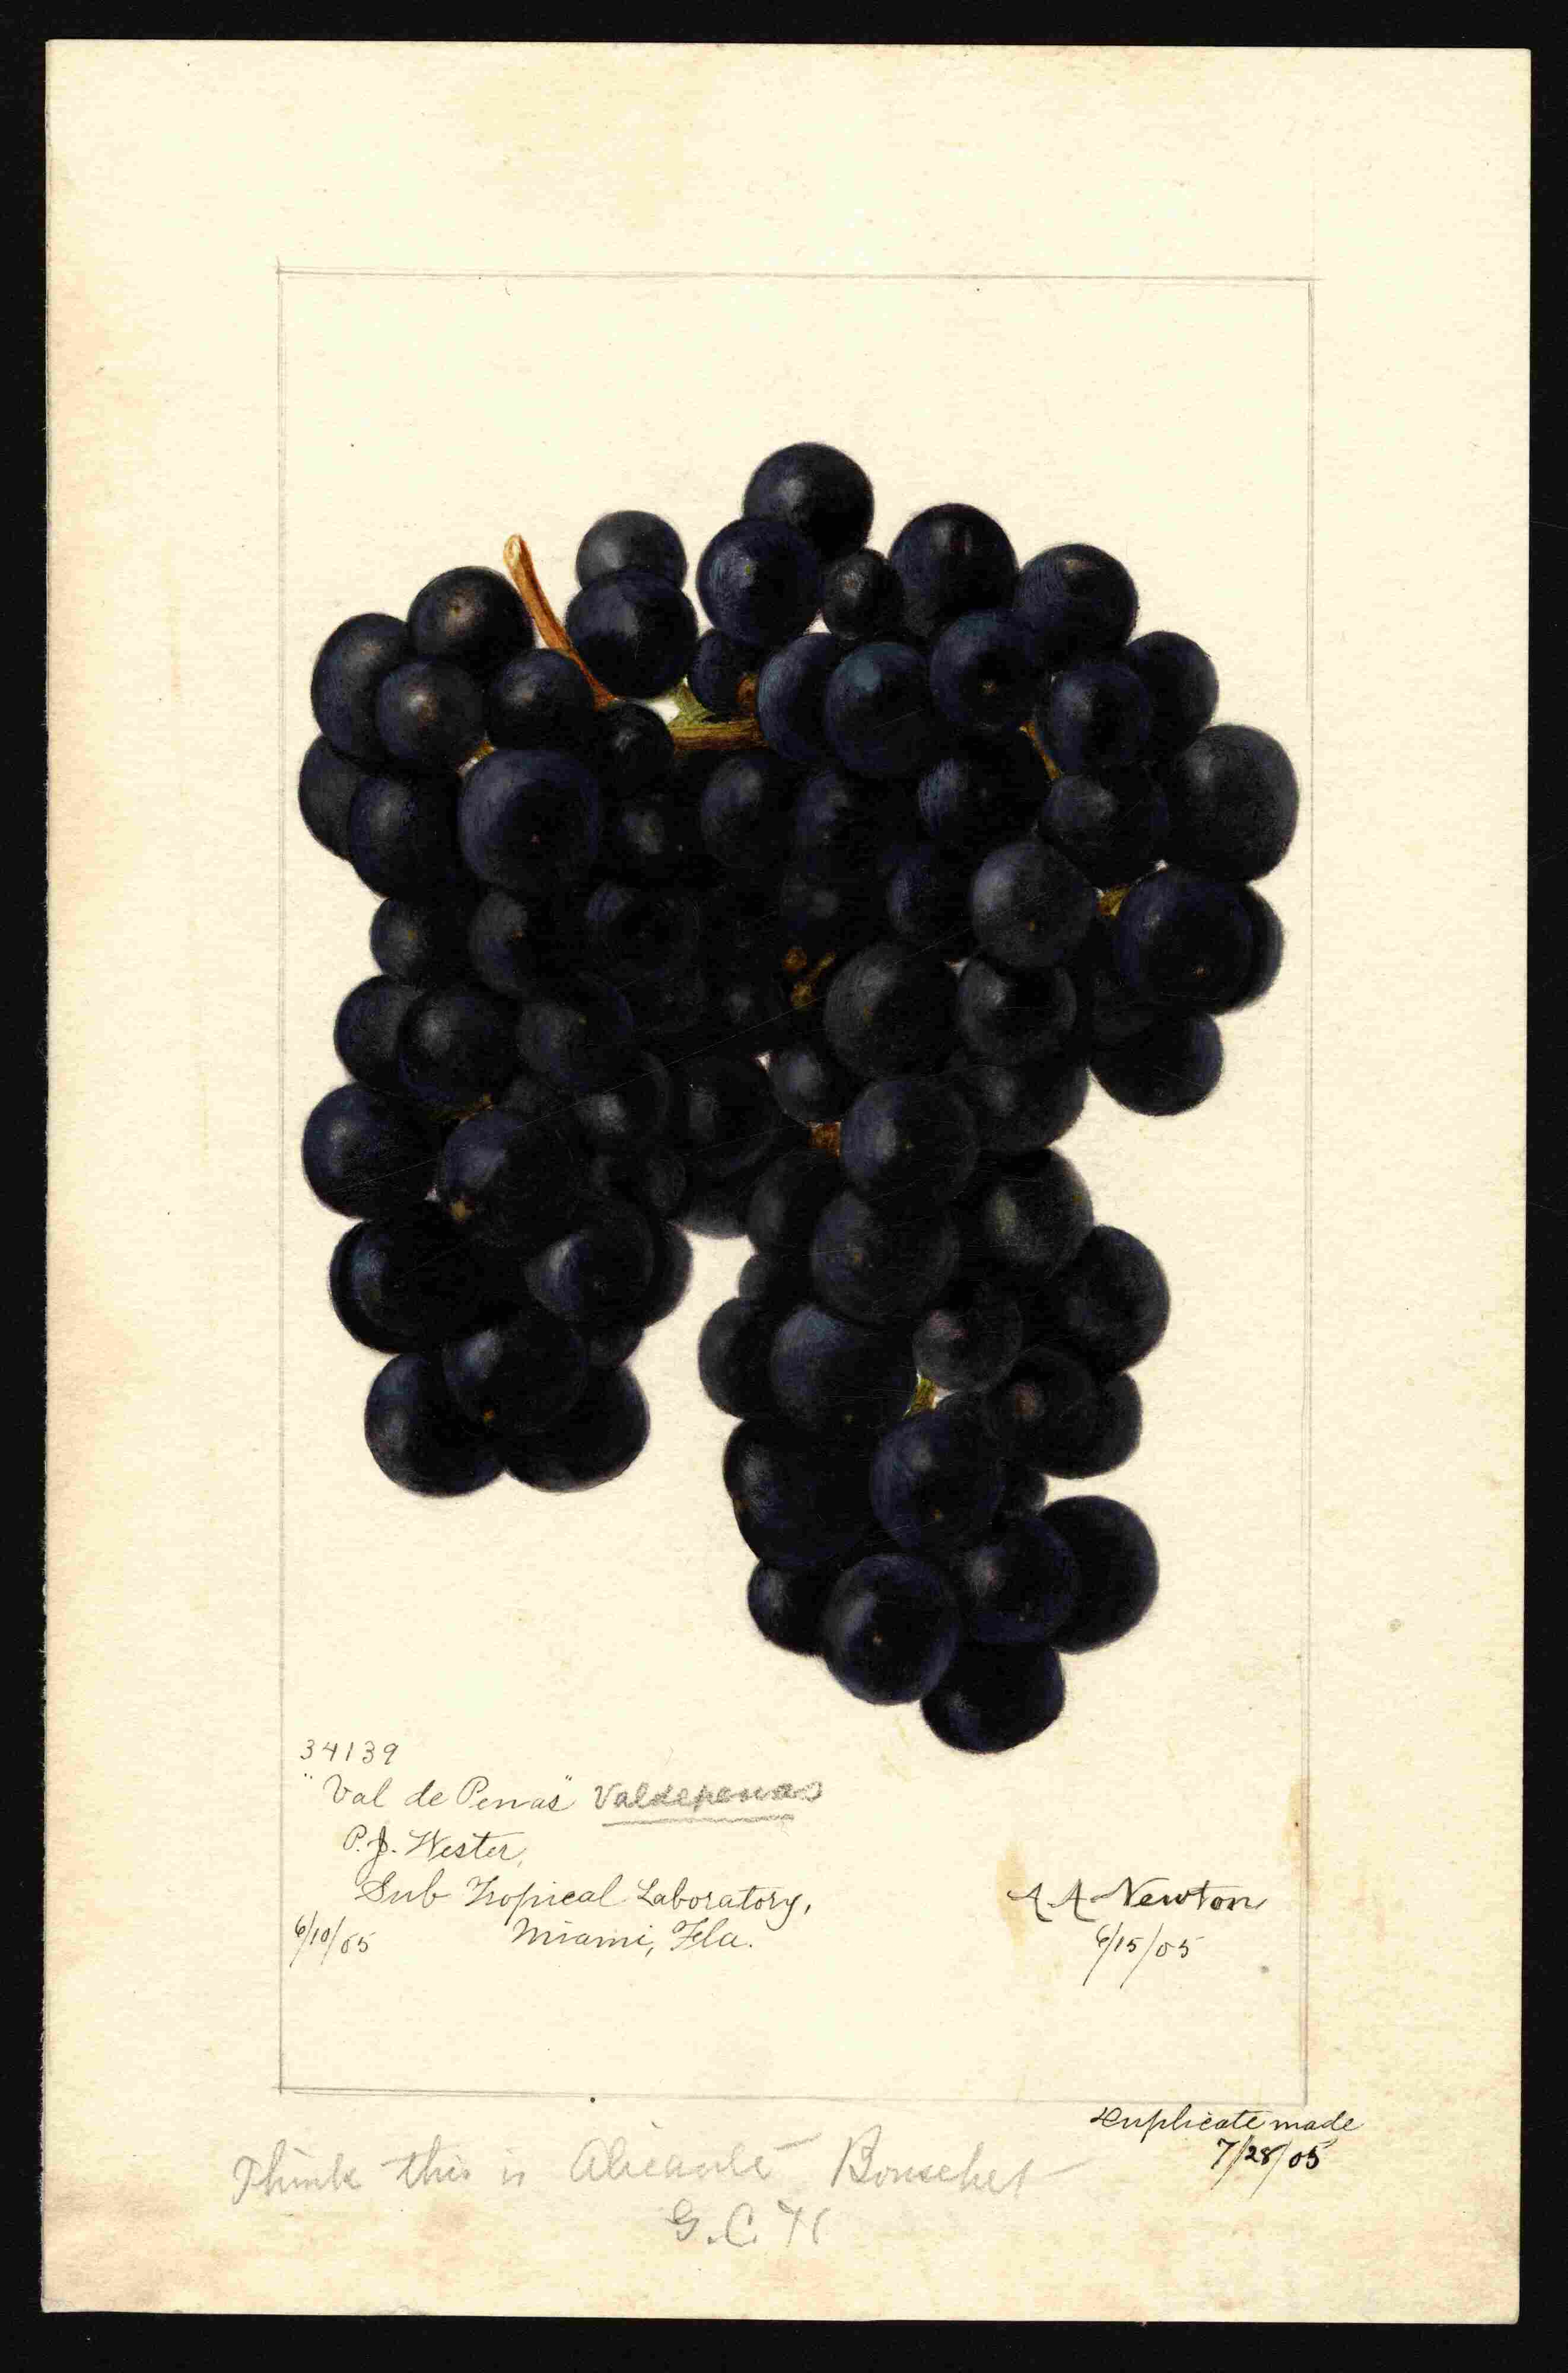 34139
"Val de Penas" Valdepenas
P. J. Wester,
Sub Tropical Laboratory,
6/10/05 Miami, Fla.
A. A. Newton
6/15/05
Duplicate made
7/28/05
Think this is Alicante Bouschet
G. C. H